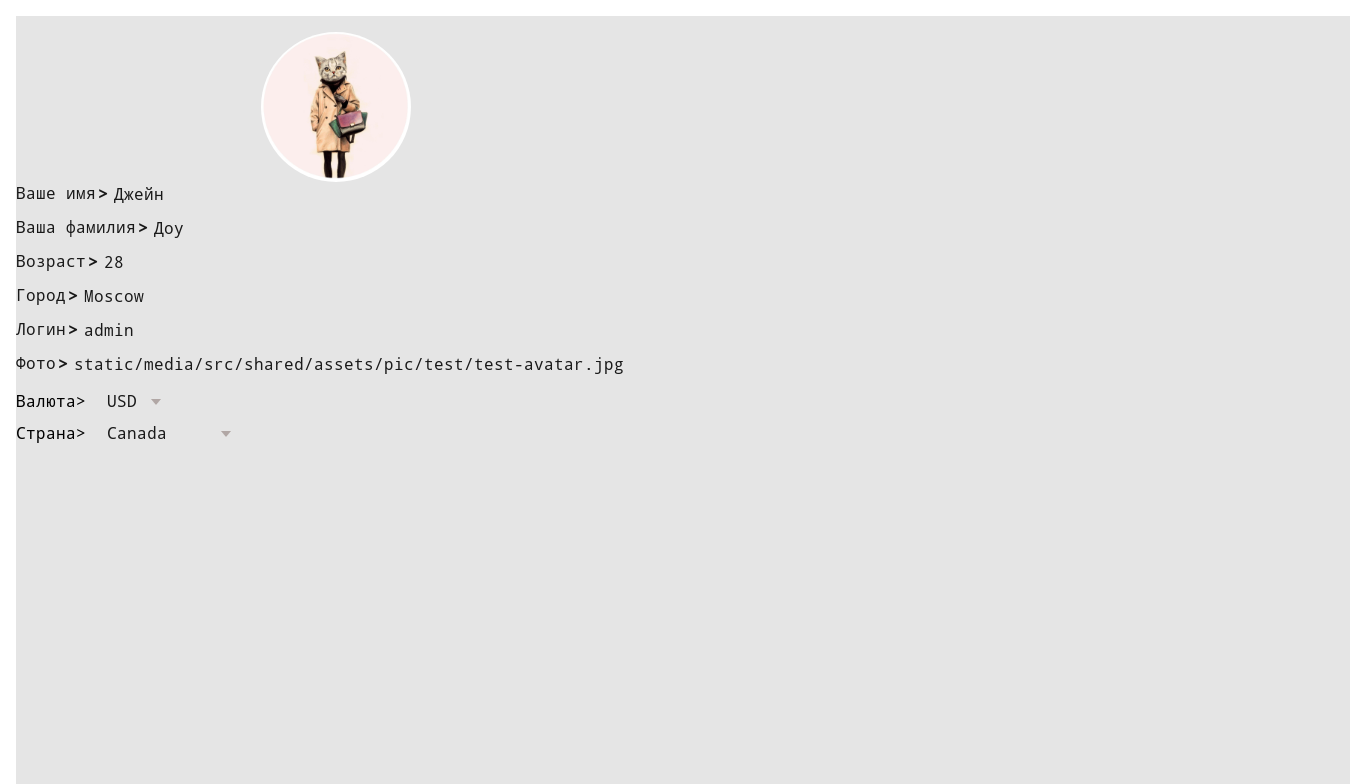 Ваше имя> Джейн
Ваша фамилия> Доу
Возраст> 28
Город> Moscow
Логин> admin
Фото> static/media/src/shared/assets/pic/test/test-avatar.jpg
Валюта> USD
Страна> Canada